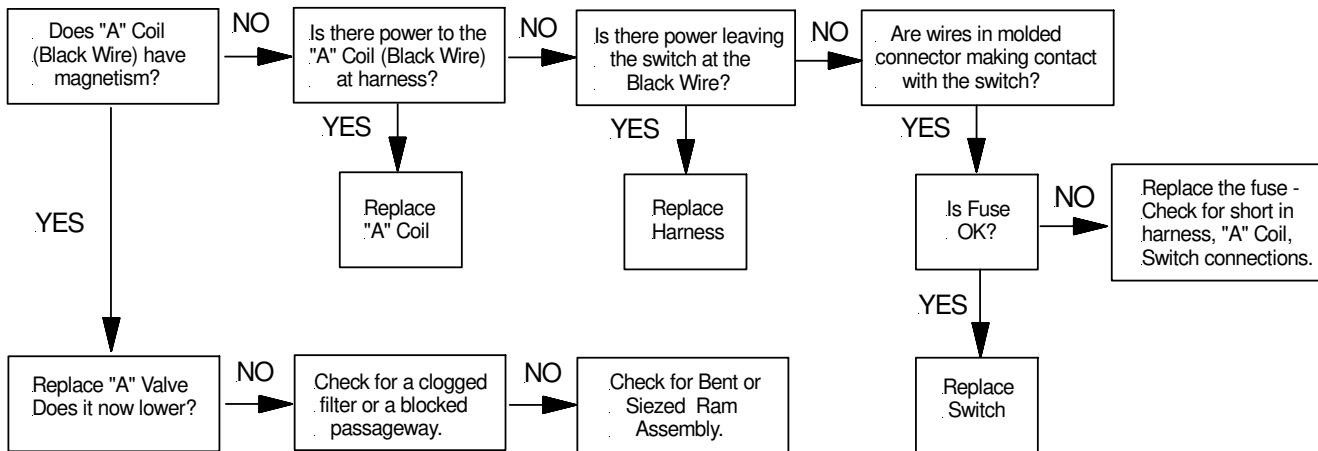 Does "A" Coil
(Black Wire) have
magnetism?
NO
Is there power to the
"A" Coil (Black Wire)
at harness?
NO
Is there power leaving
the switch at the
Black Wire?
NO
Are wires in molded
connector making contact
with the switch?
YES
YES
YES
YES
Replace
"A" Coil
Replace
Harness
Is Fuse
OK?
NO
Replace the fuse -
Check for short in
harness, "A" Coil,
Switch connections.
YES
Replace "A" Valve
Does it now lower?
NO
Check for a clogged
filter or a blocked
passageway.
NO
Check for Bent or
Siezed Ram
Assembly.
Replace
Switch